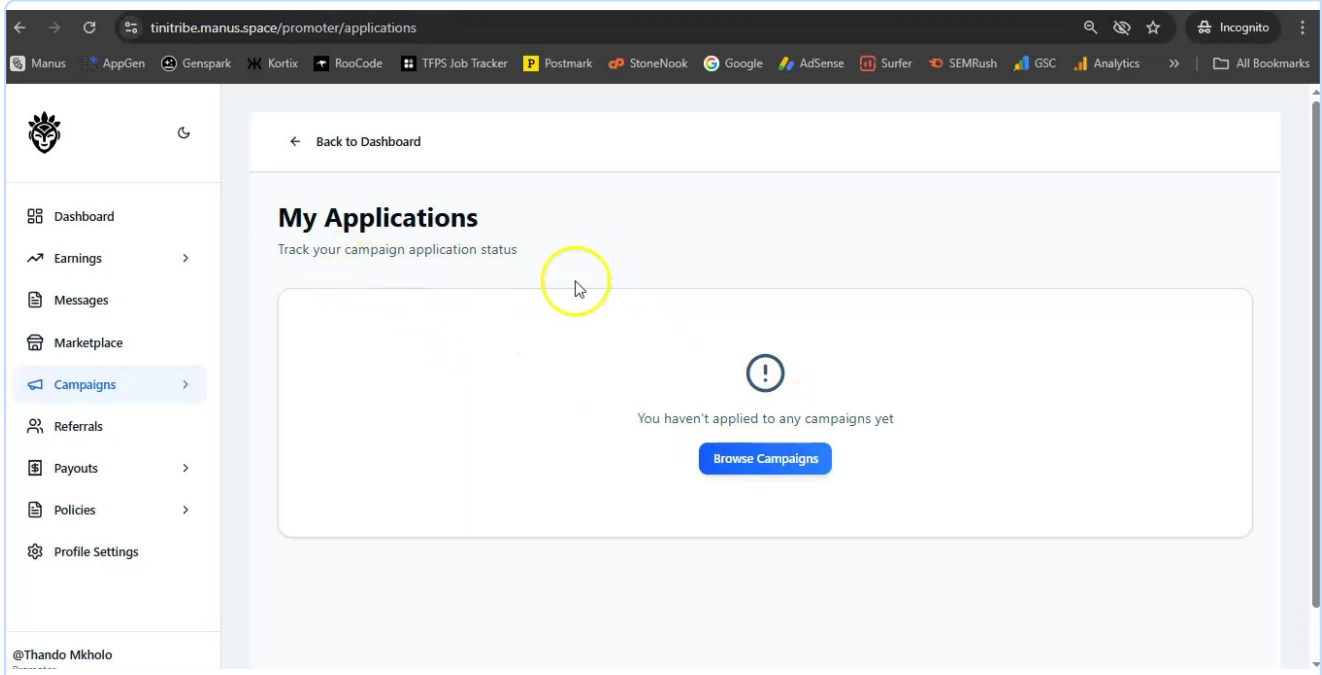 tinitribe.manus.space/promoter/applications
Incognito
Manus AppGen Genspark Kortix RooCode TFPS Job Tracker Postmark StoneNook Google AdSense Surfer SEMRush GSC Analytics All Bookmarks
Back to Dashboard
Dashboard
Earnings
Messages
Marketplace
Campaigns
Referrals
Payouts
Policies
Profile Settings
@Thando Mkholo
My Applications
Track your campaign application status
You haven't applied to any campaigns yet
Browse Campaigns